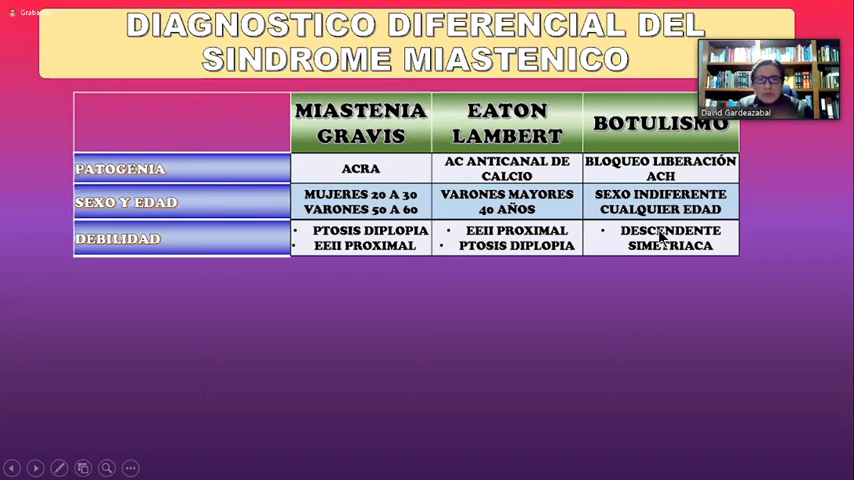 DIAGNOSTICO DIFERENCIAL DEL
SINDROME MIASTENICO
David Gardeazabal
MIASTENIA
GRAVIS
EATON
LAMBERT
BOTULISMO
PATOGENIA
ACRA
AC ANTICANAL DE
CALCIO
BLOQUEO LIBERACIÓN
ACH
SEXO Y EDAD
MUJERES 20 A 30
VARONES 50 A 60
VARONES MAYORES
40 AÑOS
SEXO INDIFERENTE
CUALQUIER EDAD
DEBILIDAD
• PTOSIS DIPLOPIA
• EEII PROXIMAL
• EEII PROXIMAL
• PTOSIS DIPLOPIA
• DESCENDENTE
SIMETRIACA